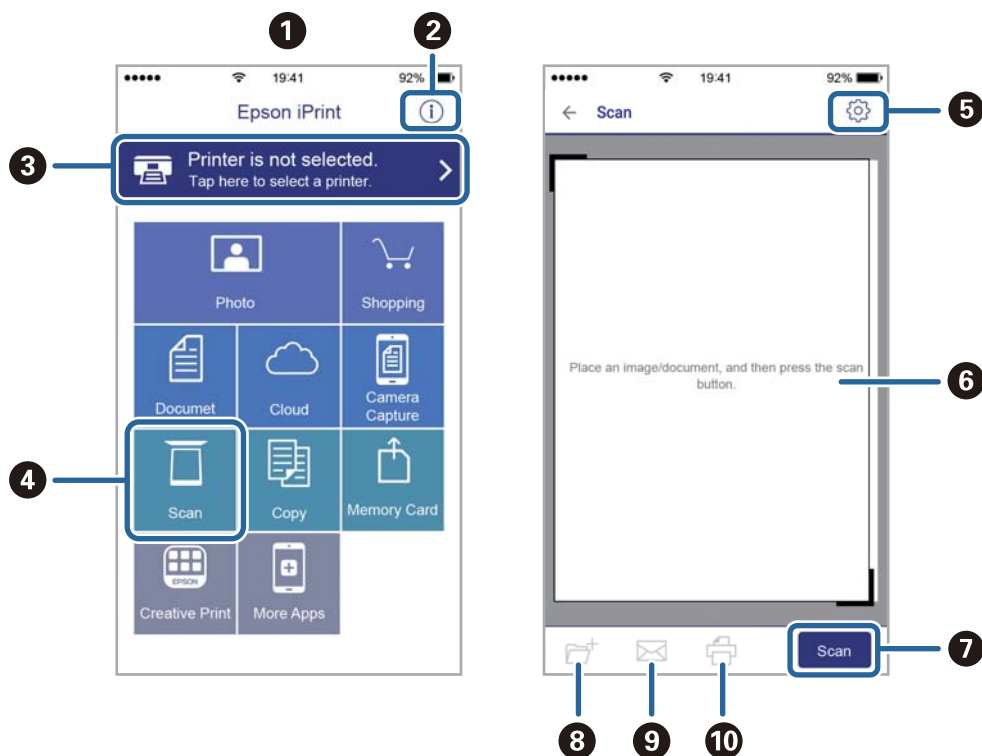 1
2
19:41
92%
Epson iPrint
i
3
Printer is not selected.
Tap here to select a printer.
Photo
Shopping
Documet
Cloud
Camera
Capture
4
Scan
Copy
Memory Card
EPSON
Creative Print
More Apps
19:41
92%
Scan
5
Place an image/document, and then press the scan
button.
6
Scan
7
8
9
10